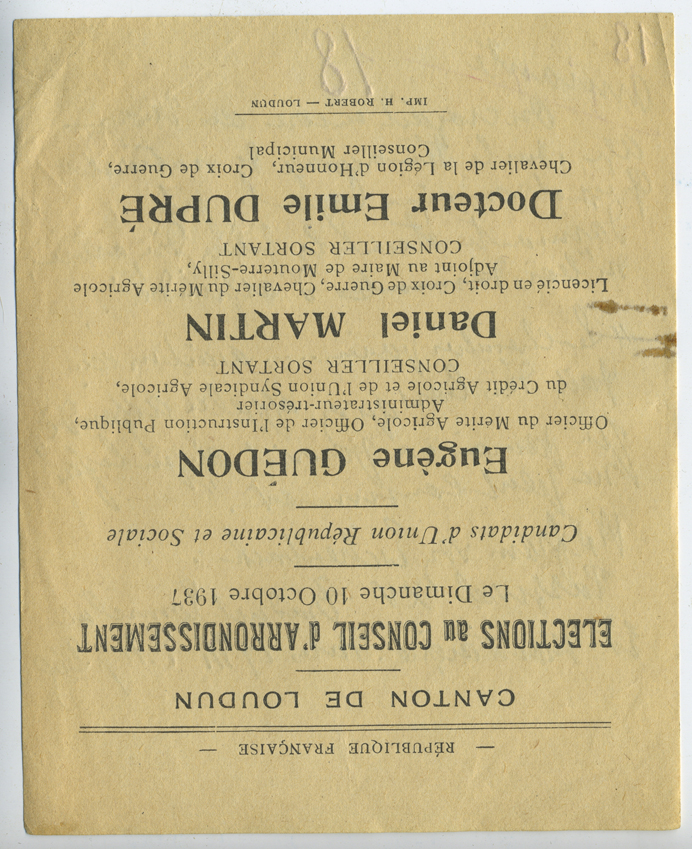 — RÉPUBLIQUE FRANÇAISE —
CANTON DE LOUDUN
ELECTIONS au CONSEIL d'ARRONDISSEMENT
Le Dimanche 10 Octobre 1937
Candidats d'Union Républicaine et Sociale
Eugène GUÉDON
Officier du Mérite Agricole, Officier de l'Instruction Publique,
Administrateur-trésorier
du Crédit Agricole et de l'Union Syndicale Agricole,
CONSEILLER SORTANT
Daniel MARTIN
Licencié en droit, Croix de Guerre, Chevalier du Mérite Agricole
Adjoint au Maire de Mouterre-Silly,
CONSEILLER SORTANT
Docteur Emile DUPRÉ
Chevalier de la Légion d'Honneur, Croix de Guerre,
Conseiller Municipal
IMP. H. ROBERT — LOUDUN